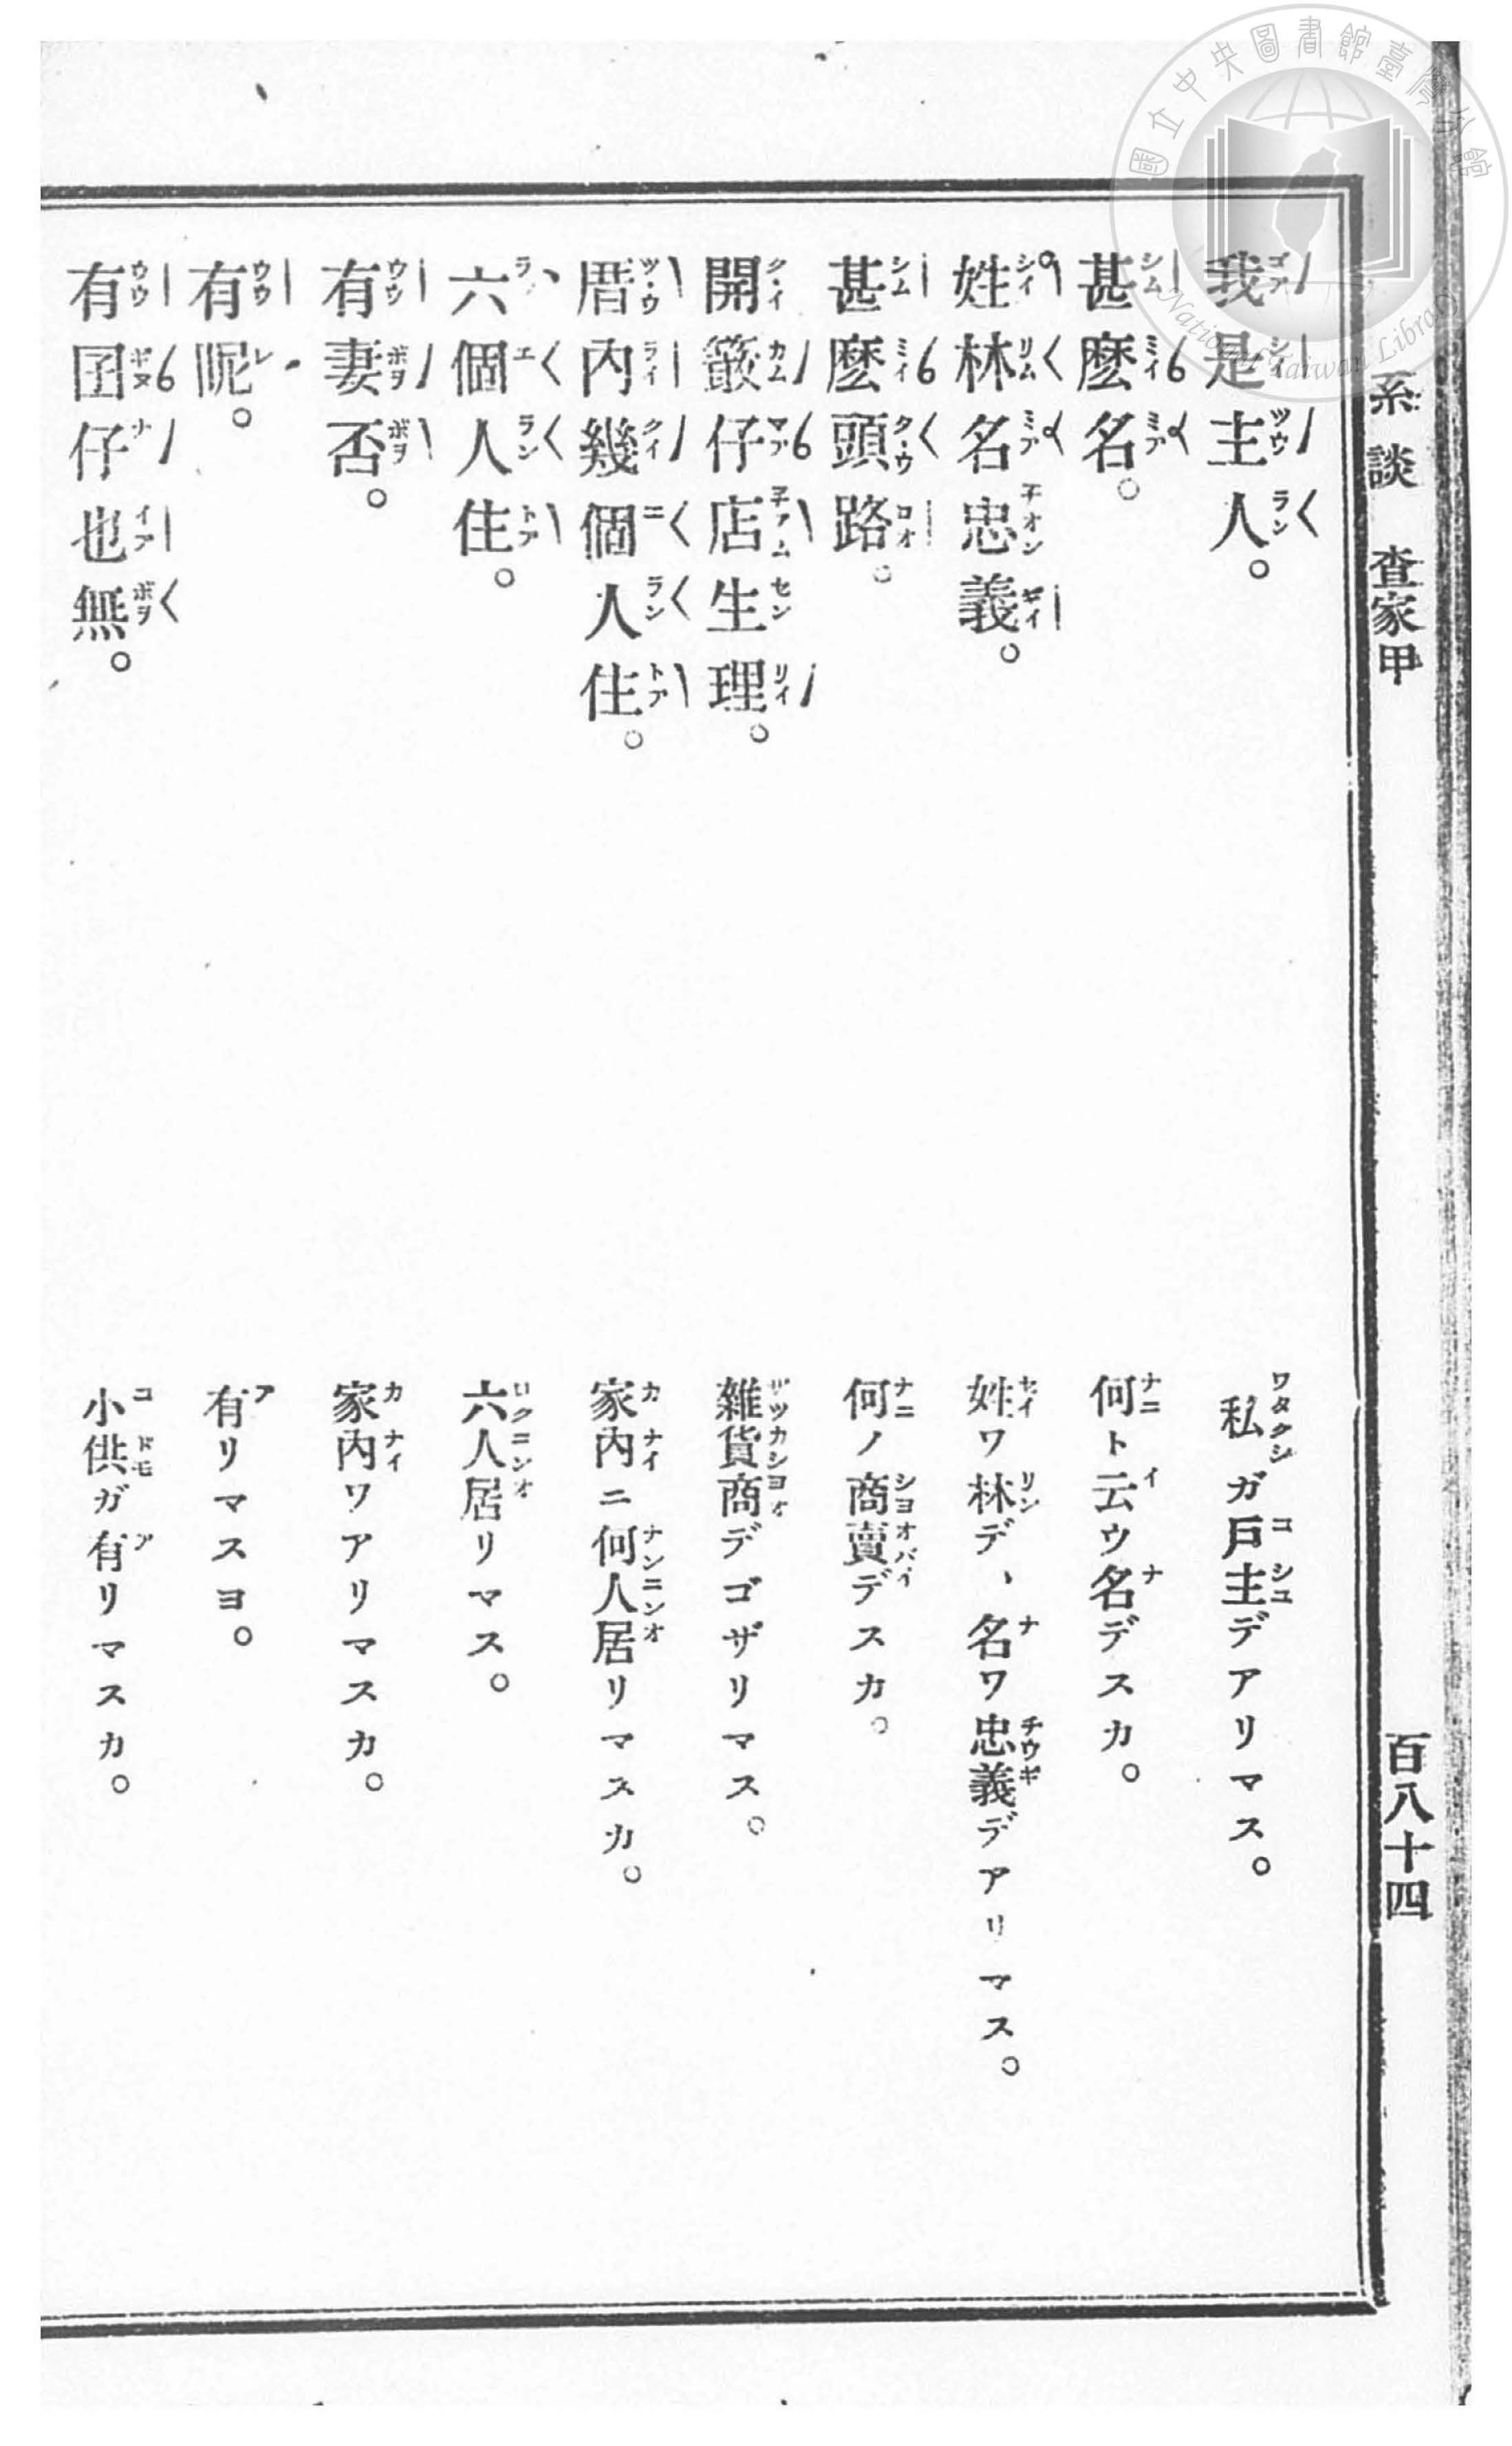 國立中央圖書館臺灣分館
National Taiwan Library
系談 查家甲 百八十四
我是主人。
私ガ戶主デアリマス。
甚麼名。
何ト云ウ名デスカ。
姓林名忠義。
姓ワ林デ、名ワ忠義デアリマス。
甚麼頭路。
何ノ商賣デスカ。
開簐仔店生理。
雜貨商デゴザリマス。
厝內幾個人住。
家內ニ何人居リマスカ。
六個人住。
六人居リマス。
有妻否。
家內ワアリマスカ。
有呢。
有リマスヨ。
有囝仔也無。
小供ガ有リマスカ。